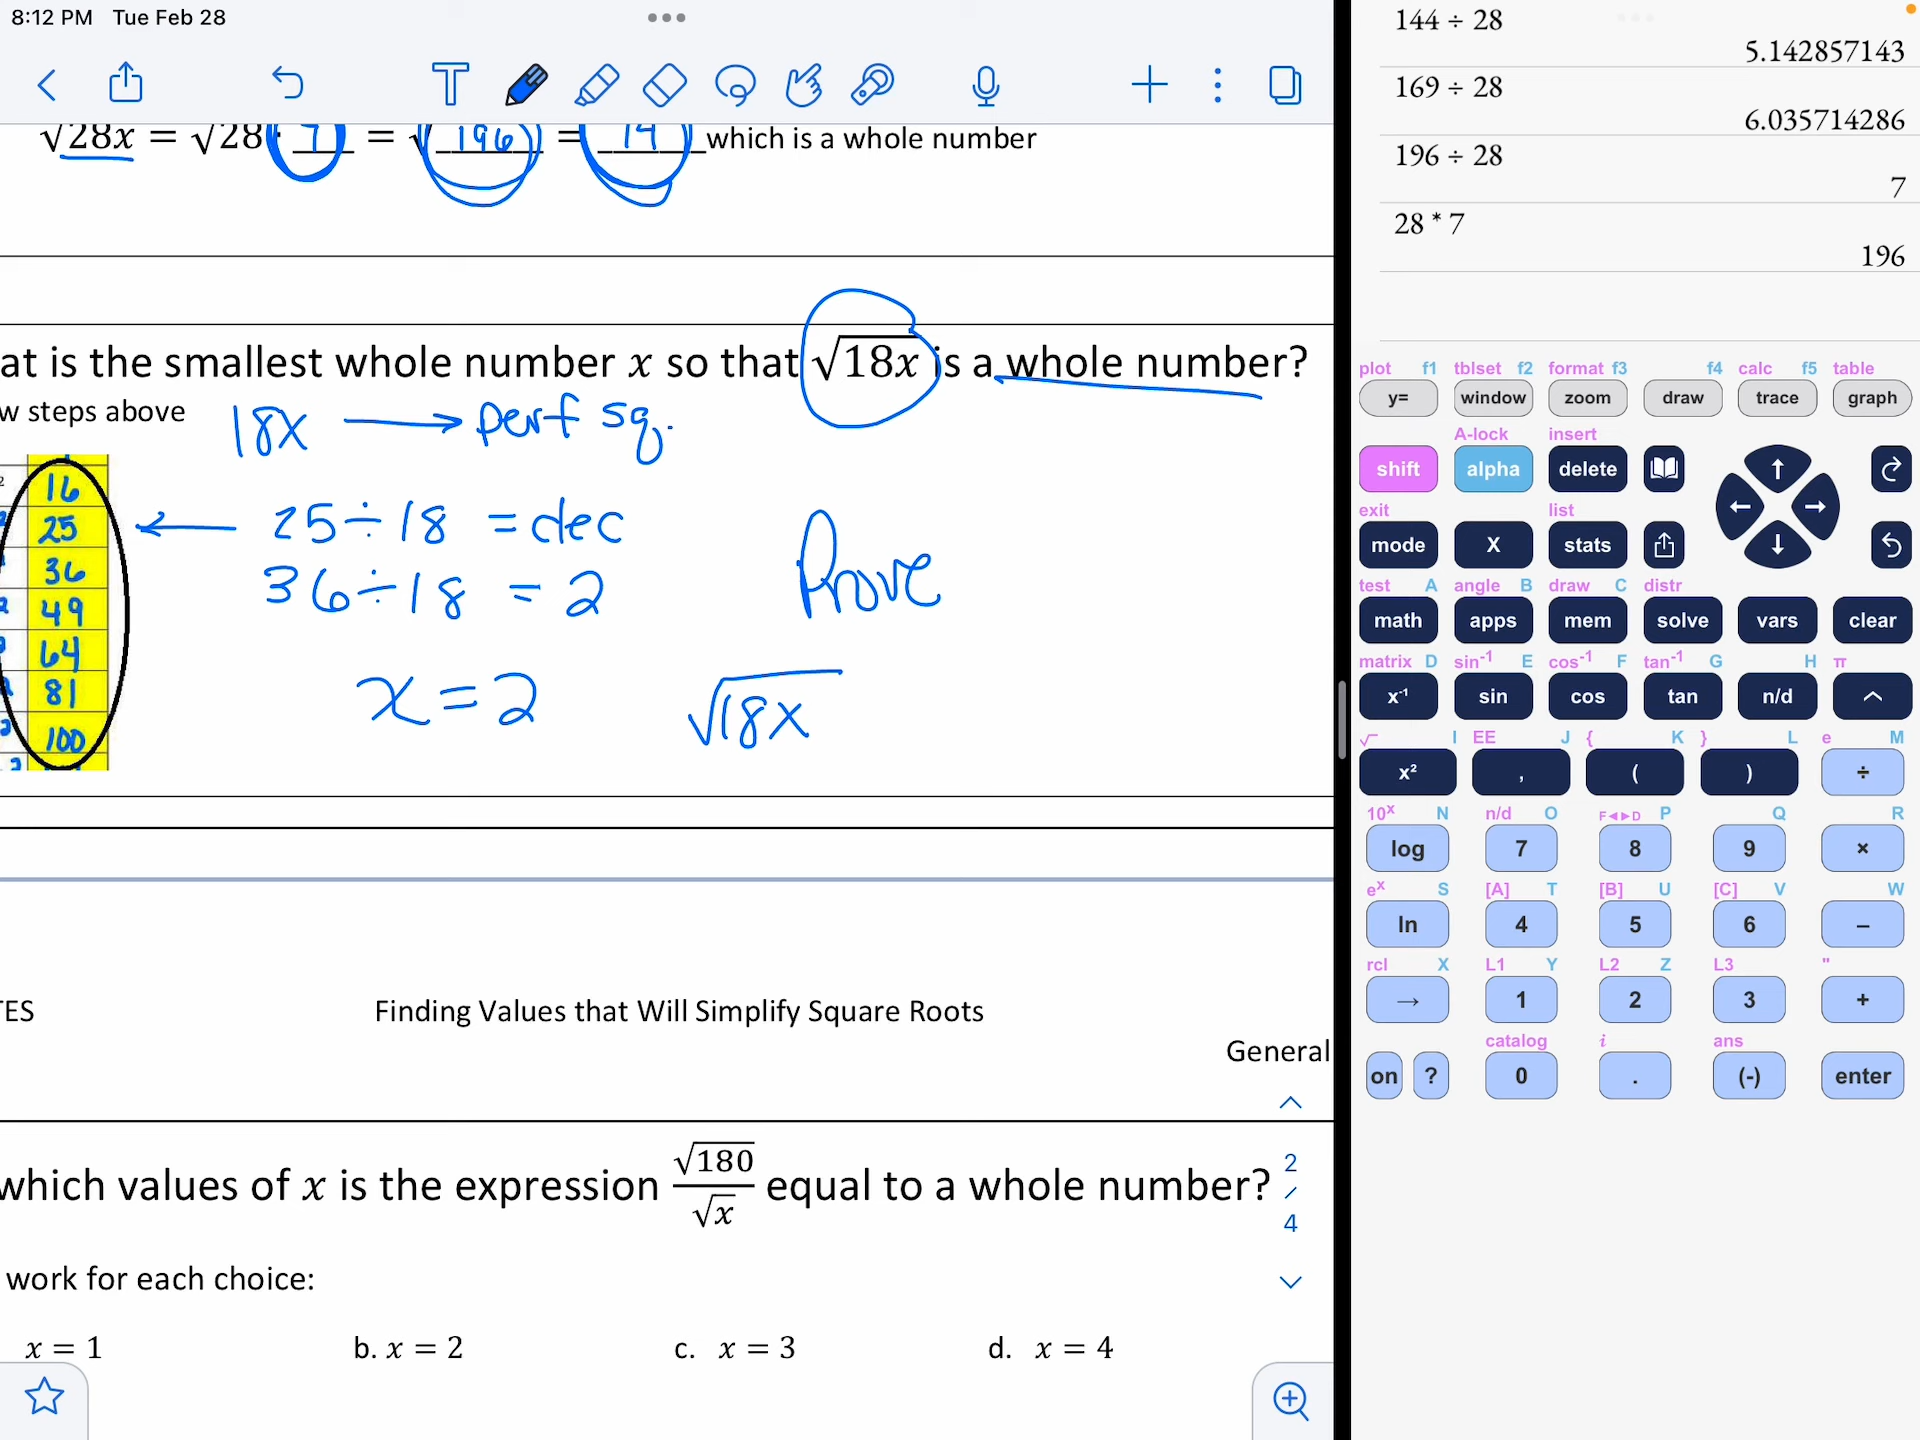 8:12 PM Tue Feb 28
√28x = √28· 7 = √196 = 14 which is a whole number
at is the smallest whole number x so that √18x is a whole number?
w steps above
18x → perf sq.
16
25
36
49
64
81
100
← 25÷18 = dec
36÷18 = 2
Prove
x = 2
√18x
TES
Finding Values that Will Simplify Square Roots
General
which values of x is the expression √180/√x equal to a whole number?
2/4
work for each choice:
x = 1 b. x = 2 c. x = 3 d. x = 4
144 ÷ 28
5.142857143
169 ÷ 28
6.035714286
196 ÷ 28
7
28 * 7
196
plot f1 tblset f2 format f3 f4 calc f5 table
y= window zoom draw trace graph
A-lock insert
shift alpha delete
exit list
mode X stats
test A angle B draw C distr
math apps mem solve vars clear
matrix D sin⁻¹ E cos⁻¹ F tan⁻¹ G H π
x⁻¹ sin cos tan n/d ^
√ I EE J { K } L e M
x² , ( ) ÷
10ˣ N n/d O F◄►D P Q R
log 7 8 9 ×
eˣ S [A] T [B] U [C] V W
ln 4 5 6 −
rcl X L1 Y L2 Z L3 "
→ 1 2 3 +
catalog i ans
on ? 0 . (-) enter